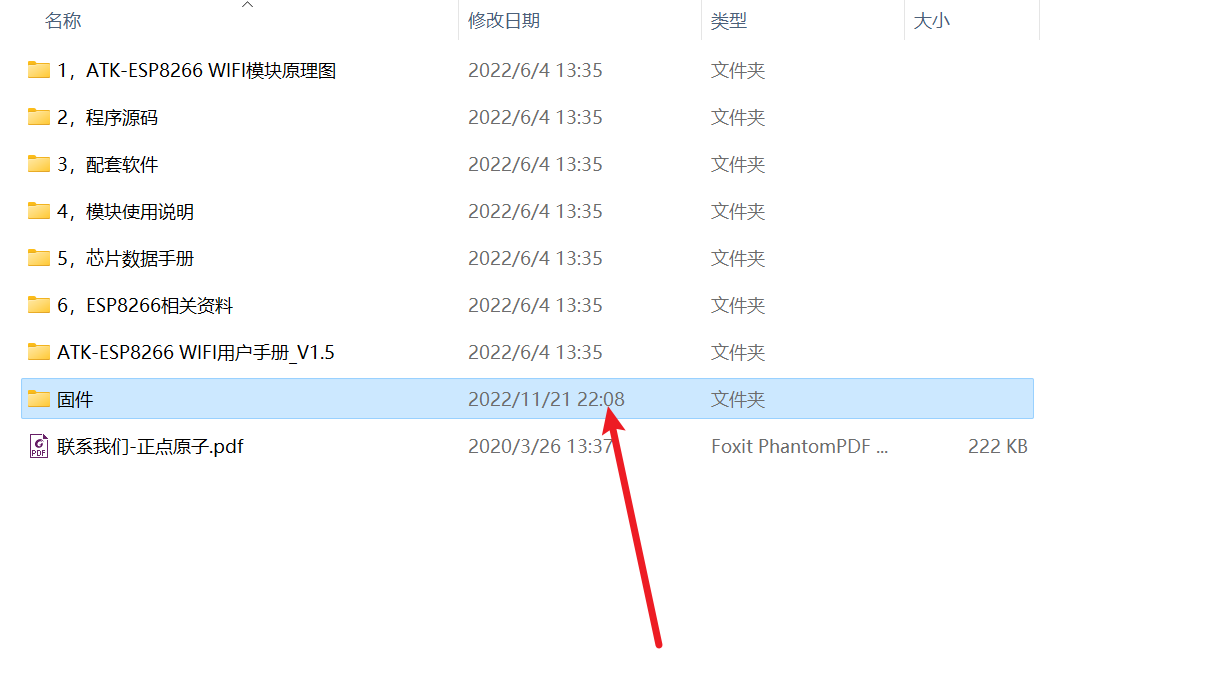 名称 修改日期 类型 大小
1，ATK-ESP8266 WIFI模块原理图 2022/6/4 13:35 文件夹
2，程序源码 2022/6/4 13:35 文件夹
3，配套软件 2022/6/4 13:35 文件夹
4，模块使用说明 2022/6/4 13:35 文件夹
5，芯片数据手册 2022/6/4 13:35 文件夹
6，ESP8266相关资料 2022/6/4 13:35 文件夹
ATK-ESP8266 WIFI用户手册_V1.5 2022/6/4 13:35 文件夹
固件 2022/11/21 22:08 文件夹
联系我们-正点原子.pdf 2020/3/26 13:37 Foxit PhantomPDF ... 222 KB